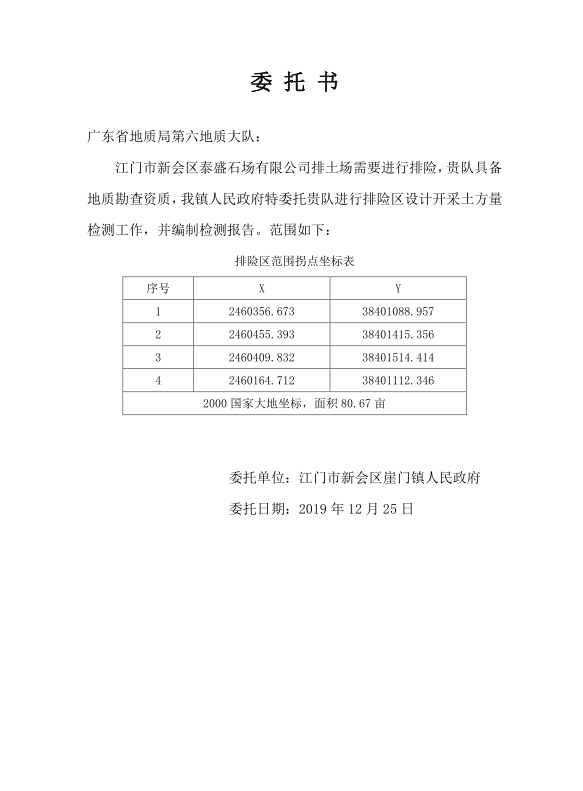 委 托 书
广东省地质局第六地质大队：
江门市新会区泰盛石场有限公司排土场需要进行排险，贵队具备
地质勘查资质，我镇人民政府特委托贵队进行排险区设计开采土方量
检测工作，并编制检测报告。范围如下：
排险区范围拐点坐标表
序号 X Y
1 2460356.673 38401088.957
2 2460455.393 38401415.356
3 2460409.832 38401514.414
4 2460164.712 38401112.346
2000 国家大地坐标，面积 80.67 亩
委托单位：江门市新会区崖门镇人民政府
委托日期：2019 年 12 月 25 日